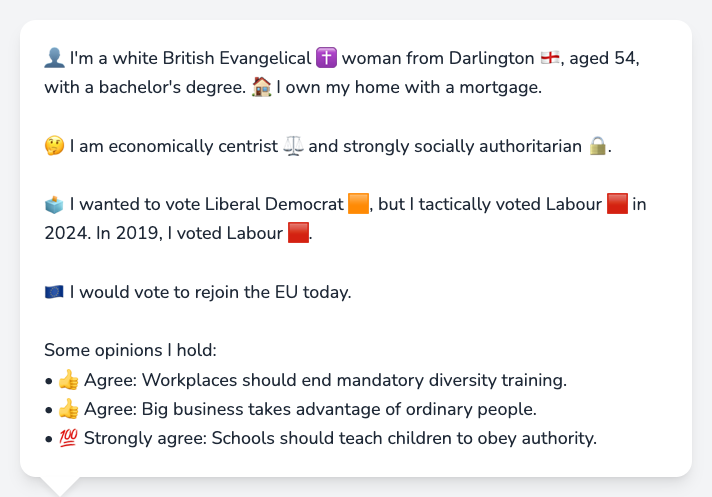 👤 I'm a white British Evangelical ✝️ woman from Darlington 🏴󠁧󠁢󠁥󠁮󠁧󠁿, aged 54,
with a bachelor's degree. 🏠 I own my home with a mortgage.
🤔 I am economically centrist ⚖️ and strongly socially authoritarian 🔒.
🗳️ I wanted to vote Liberal Democrat 🟧, but I tactically voted Labour 🟥 in
2024. In 2019, I voted Labour 🟥.
🇪🇺 I would vote to rejoin the EU today.
Some opinions I hold:
• 👍 Agree: Workplaces should end mandatory diversity training.
• 👍 Agree: Big business takes advantage of ordinary people.
• 💯 Strongly agree: Schools should teach children to obey authority.